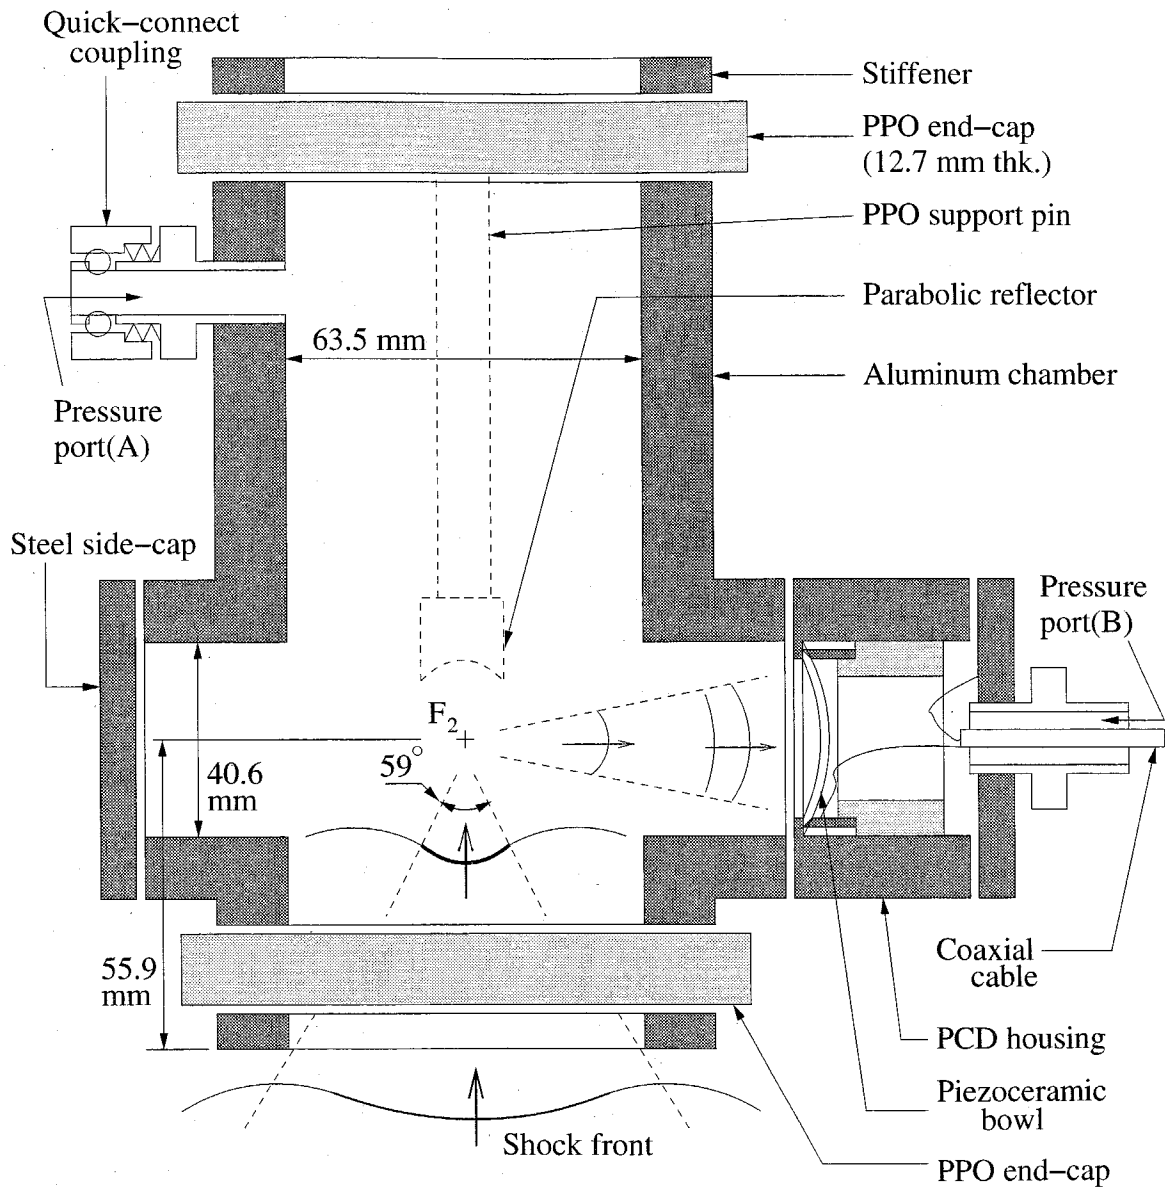 Quick-connect
coupling
Stiffener
PPO end-cap
(12.7 mm thk.)
PPO support pin
Parabolic reflector
63.5 mm
Aluminum chamber
Pressure
port(A)
Steel side-cap
Pressure
port(B)
F2
59°
40.6
mm
55.9
mm
Coaxial
cable
PCD housing
Piezoceramic
bowl
Shock front
PPO end-cap